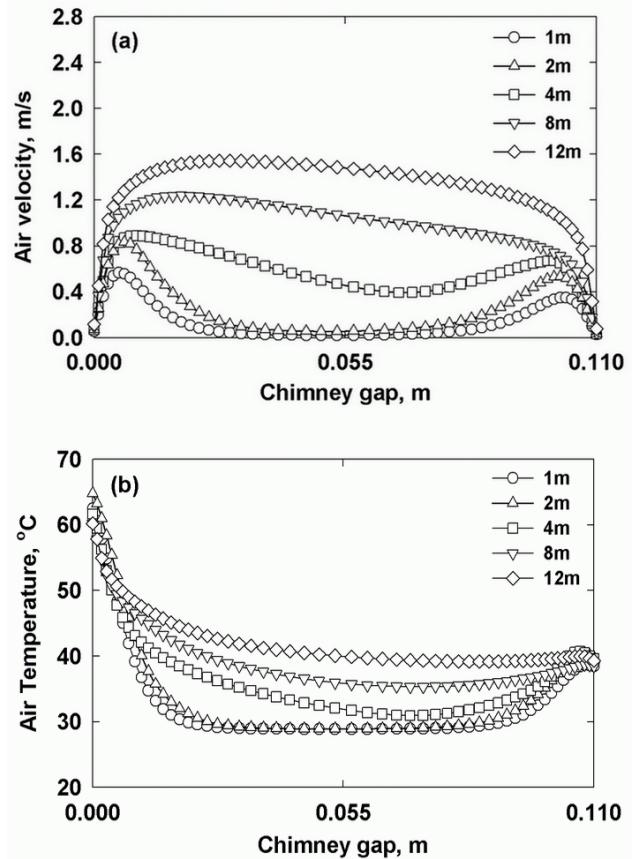 2.8
(a)
1m
2.4
2m
2.0
4m
8m
1.6
12m
1.2
0.8
0.4
0.0
Air velocity, m/s
0.000
0.055
0.110
Chimney gap, m
70
(b)
1m
60
2m
4m
50
8m
12m
40
30
20
Air Temperature, °C
0.000
0.055
0.110
Chimney gap, m